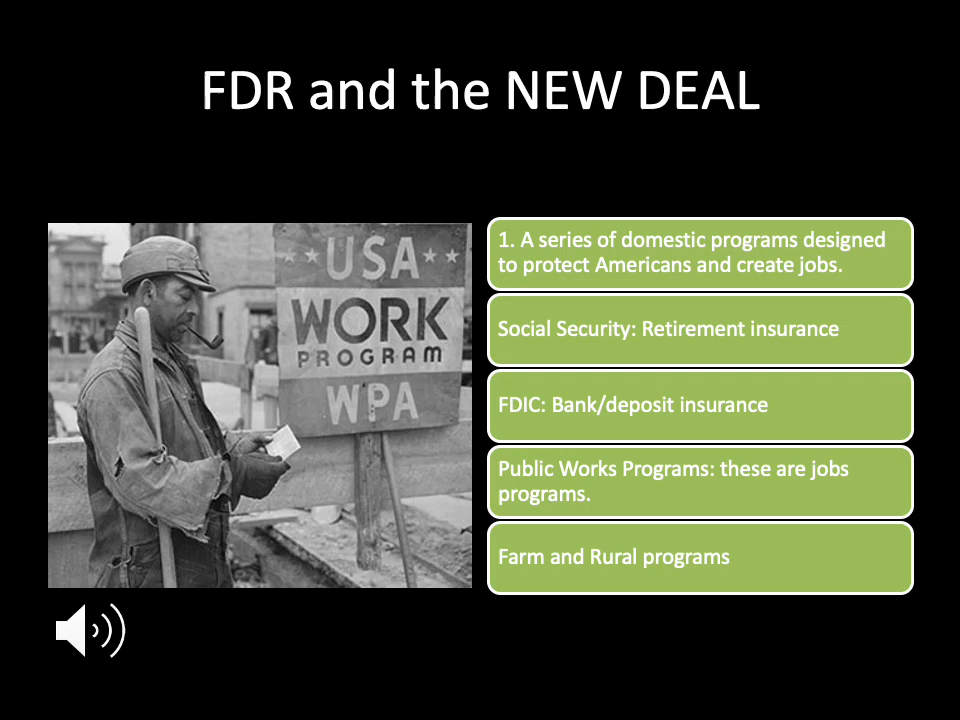 FDR and the NEW DEAL
★★USA★★
WORK
PROGRAM
WPA
1. A series of domestic programs designed
to protect Americans and create jobs.
Social Security: Retirement insurance
FDIC: Bank/deposit insurance
Public Works Programs: these are jobs
programs.
Farm and Rural programs